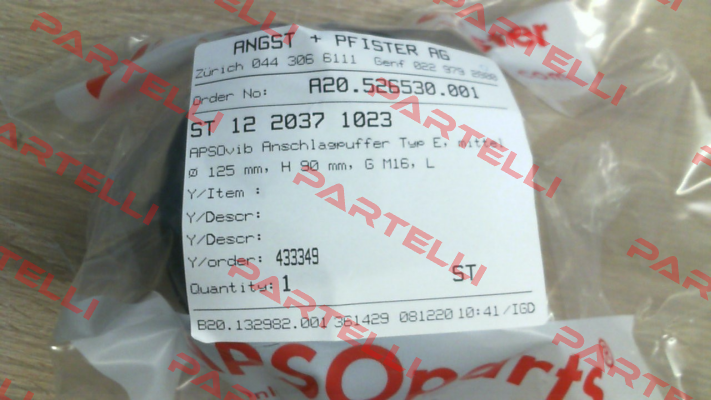 ANGST + PFISTER AG
Zürich 044 306 6111 Genf 022 979 2800
Order No: A20.526530.001
ST 12 2037 1023
APSOvib Anschlagpuffer Typ E, mittel
Ø 125 mm, H 90 mm, G M16, L
Y/Item :
Y/Descr:
Y/Descr:
Y/order: 433349
Quantity: 1 ST
B20.132982.001 361429 081220 10:41/IGD
APSOparts®
PARTELLI
PARTELLI
PARTELLI
PARTELLI
PARTELLI
PARTELLI